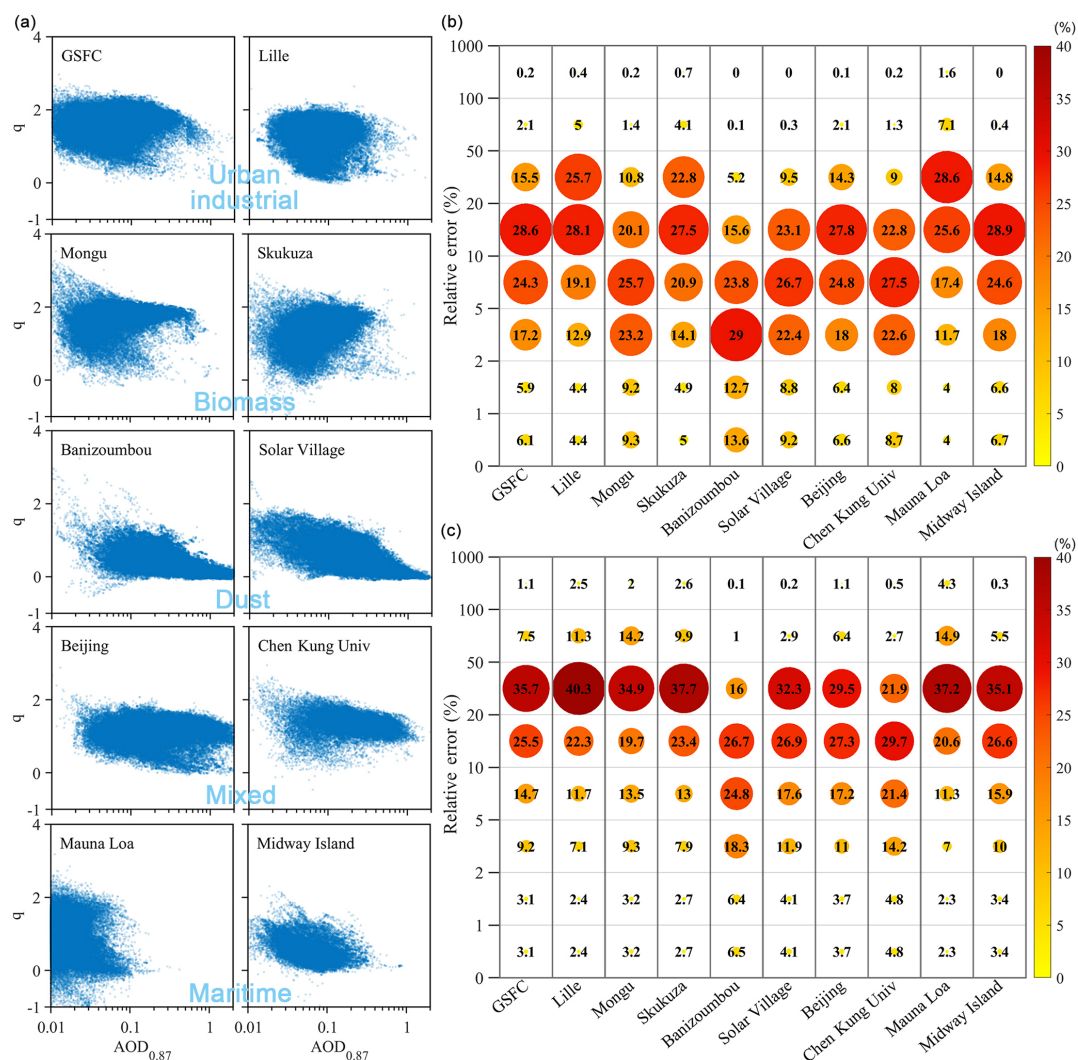 (a)
4
2
0
-1
q
GSFC
Lille
Urban
industrial
4
2
0
-1
q
Mongu
Skukuza
Biomass
4
2
0
-1
q
Banizoumbou
Solar Village
Dust
4
2
0
-1
q
Beijing
Chen Kung Univ
Mixed
4
2
0
-1
q
Mauna Loa
Midway Island
Maritime
0.01 0.1 1 0.01 0.1 1
AOD0.87 AOD0.87
(b)
(%)
Relative error (%)
1000
0.2 0.4 0.2 0.7 0 0 0.1 0.2 1.6 0
100
2.1 5 1.4 4.1 0.1 0.3 2.1 1.3 7.1 0.4
50
15.5 25.7 10.8 22.8 5.2 9.5 14.3 9 28.6 14.8
20
28.6 28.1 20.1 27.5 15.6 23.1 27.8 22.8 25.6 28.9
10
24.3 19.1 25.7 20.9 23.8 26.7 24.8 27.5 17.4 24.6
5
17.2 12.9 23.2 14.1 29 22.4 18 22.6 11.7 18
2
5.9 4.4 9.2 4.9 12.7 8.8 6.4 8 4 6.6
1
6.1 4.4 9.3 5 13.6 9.2 6.6 8.7 4 6.7
0
GSFC
Lille
Mongu
Skukuza
Banizoumbou
Solar Village
Beijing
Chen Kung Univ
Mauna Loa
Midway Island
40
35
30
25
20
15
10
5
0
(c)
(%)
Relative error (%)
1000
1.1 2.5 2 2.6 0.1 0.2 1.1 0.5 4.3 0.3
100
7.5 11.3 14.2 9.9 1 2.9 6.4 2.7 14.9 5.5
50
35.7 40.3 34.9 37.7 16 32.3 29.5 21.9 37.2 35.1
20
25.5 22.3 19.7 23.4 26.7 26.9 27.3 29.7 20.6 26.6
10
14.7 11.7 13.5 13 24.8 17.6 17.2 21.4 11.3 15.9
5
9.2 7.1 9.3 7.9 18.3 11.9 11 14.2 7 10
2
3.1 2.4 3.2 2.7 6.4 4.1 3.7 4.8 2.3 3.4
1
3.1 2.4 3.2 2.7 6.5 4.1 3.7 4.8 2.3 3.4
0
GSFC
Lille
Mongu
Skukuza
Banizoumbou
Solar Village
Beijing
Chen Kung Univ
Mauna Loa
Midway Island
40
35
30
25
20
15
10
5
0